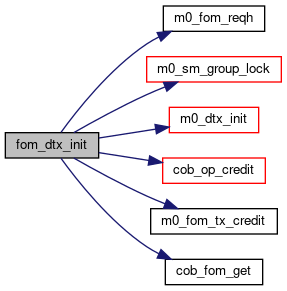 fom_dtx_init
m0_fom_reqh
m0_sm_group_lock
m0_dtx_init
cob_op_credit
m0_fom_tx_credit
cob_fom_get